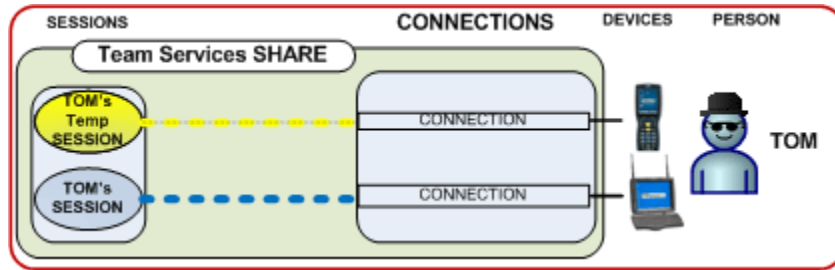 SESSIONS
CONNECTIONS
DEVICES
PERSON
Team Services SHARE
TOM's
Temp
SESSION
CONNECTION
TOM
TOM's
SESSION
CONNECTION